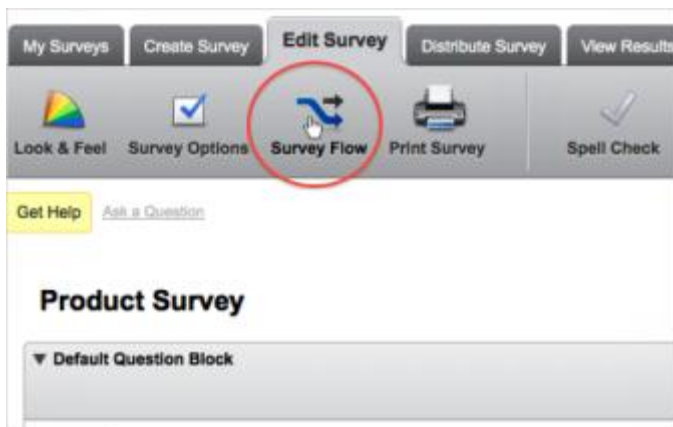 My Surveys Create Survey Edit Survey Distribute Survey View Results
Look & Feel Survey Options Survey Flow Print Survey Spell Check
Get Help Ask a Question
Product Survey
Default Question Block